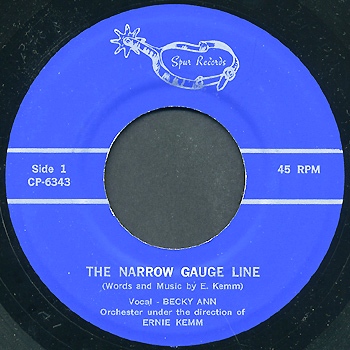 Spur Records
Side 1
CP-6343
45 RPM
THE NARROW GAUGE LINE
(Words and Music by E. Kemm)
Vocal - BECKY ANN
Orchester under the direction of
ERNIE KEMM